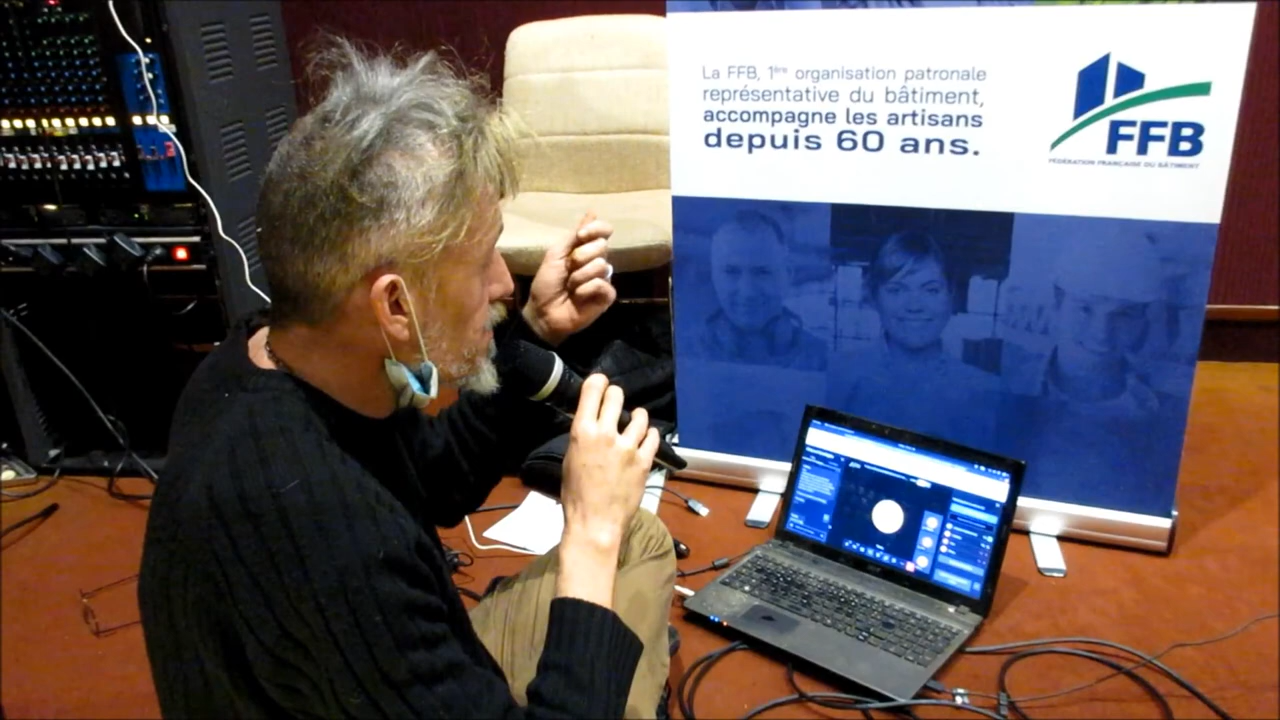 La FFB, 1ère organisation patronale
représentative du bâtiment,
accompagne les artisans
depuis 60 ans.
FFB
FÉDÉRATION FRANÇAISE DU BÂTIMENT
acer